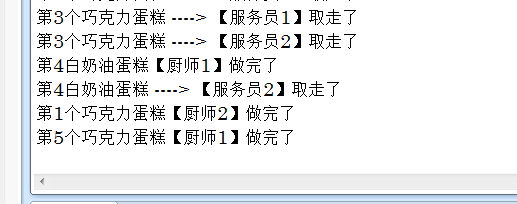 第3个巧克力蛋糕 ----> 【服务员1】取走了
第3个巧克力蛋糕 ----> 【服务员2】取走了
第4白奶油蛋糕【厨师1】做完了
第4白奶油蛋糕 ----> 【服务员2】取走了
第1个巧克力蛋糕【厨师2】做完了
第5个巧克力蛋糕【厨师1】做完了